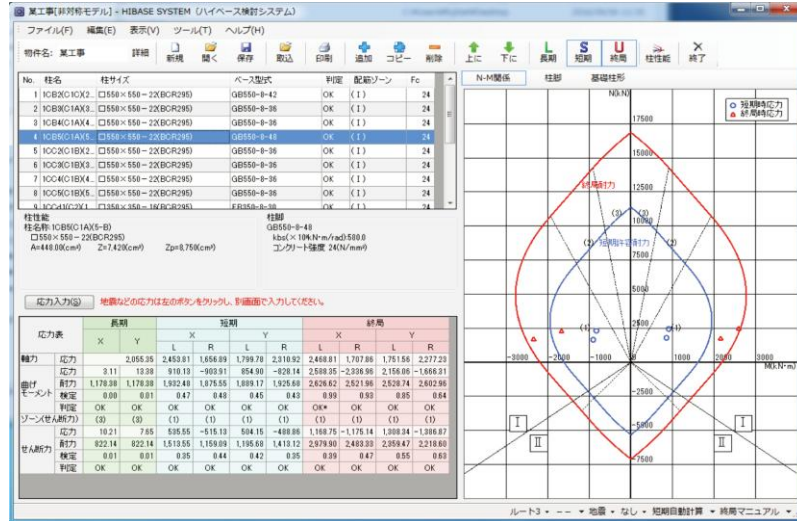 某工事[非対称モデル] - HIBASE SYSTEM (ハイベース検討システム)
ファイル(F) 編集(E) 表示(V) ツール(T) ヘルプ(H)
物件名: 某工事 詳細 新規 開く 保存 取込 印刷 追加 コピー 削除 上に 下に 長期 短期 終局 柱性能 終了
No. 柱名 柱サイズ ベース型式 判定 配筋ゾーン Fc
1 1CB2(C1C)(2... □550×550-22(BCR295) GB550-8-42 OK (I) 24
2 1CB3(C1A)(3... □550×550-22(BCR295) GB550-8-36 OK (I) 24
3 1CB4(C1A)(4... □550×550-22(BCR295) GB550-8-36 OK (I) 24
4 1CB5(C1A)(5... □550×550-22(BCR295) GB550-8-48 OK (I) 24
5 1CC2(C1B)(2... □550×550-22(BCR295) GB550-8-36 OK (I) 24
6 1CC3(C1B)(3... □550×550-22(BCR295) GB550-8-36 OK (I) 24
7 1CC4(C1B)(4... □550×550-22(BCR295) GB550-8-36 OK (I) 24
8 1CC5(C1B)(5... □550×550-22(BCR295) GB550-8-36 OK (I) 24
柱性能
柱名称:1CB5(C1A)(5-B)
□550×550-22(BCR295)
A=448.00(cm²) Z=7,420(cm³) Zp=8,750(cm³)
柱脚
GB550-8-48
kbs(×10³kN·m/rad):580.0
コンクリート強度 24(N/mm²)
応力入力(S) 地震などの応力は左のボタンをクリックし、別画面で入力してください。
応力表 長期 短期 終局
X Y X Y X Y
L R L R L R L R
軸力 応力 2,055.35 2,453.81 1,656.89 1,799.78 2,310.92 2,468.81 1,707.86 1,751.56 2,277.23
曲げモーメント 応力 3.11 13.38 910.13 -903.91 854.90 -828.14 2,588.35 -2,336.96 2,156.06 -1,666.31
耐力 1,178.38 1,178.38 1,932.48 1,875.55 1,889.17 1,925.68 2,626.62 2,521.96 2,528.74 2,602.96
検定 0.00 0.01 0.47 0.48 0.45 0.43 0.99 0.93 0.85 0.64
判定 OK OK OK OK OK OK OK* OK OK OK
ゾーン(せん断力) (3) (3) (1) (1) (1) (1) (1) (1) (1) (1)
せん断力 応力 10.21 7.65 535.55 -515.13 504.15 -488.86 1,168.75 -1,175.14 1,308.34 -1,386.87
耐力 822.14 822.14 1,513.55 1,159.89 1,195.68 1,413.12 2,979.90 2,483.33 2,359.47 2,218.60
検定 0.01 0.01 0.35 0.44 0.42 0.35 0.39 0.47 0.55 0.63
判定 OK OK OK OK OK OK OK OK OK OK
N-M関係 柱脚 基礎柱形
N(kN)
短期時応力
終局時応力
17500
15000
12500
終局耐力
(3) (3)
(2) 短期許容耐力 (2)
7500
5000
2500
(1) (1)
-3000 -2000 -1000 1000 2000 3000
M(kN·m)
-2500
-5000
-7500
I I
II II
ルート3 - -- - 地震 - なし - 短期自動計算 - 終局マニュアル